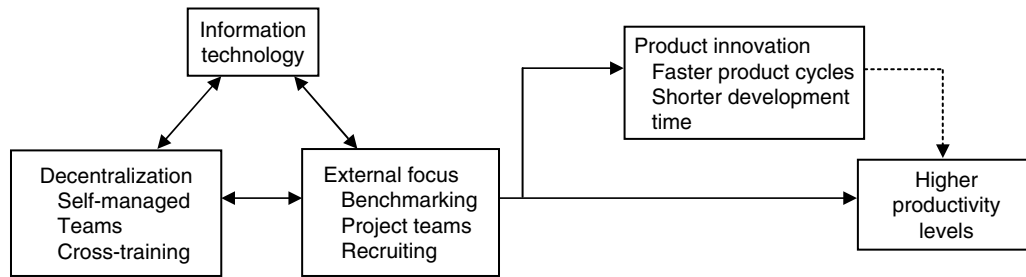 Information
technology
Product innovation
Faster product cycles
Shorter development
time
Decentralization
Self-managed
Teams
Cross-training
External focus
Benchmarking
Project teams
Recruiting
Higher
productivity
levels